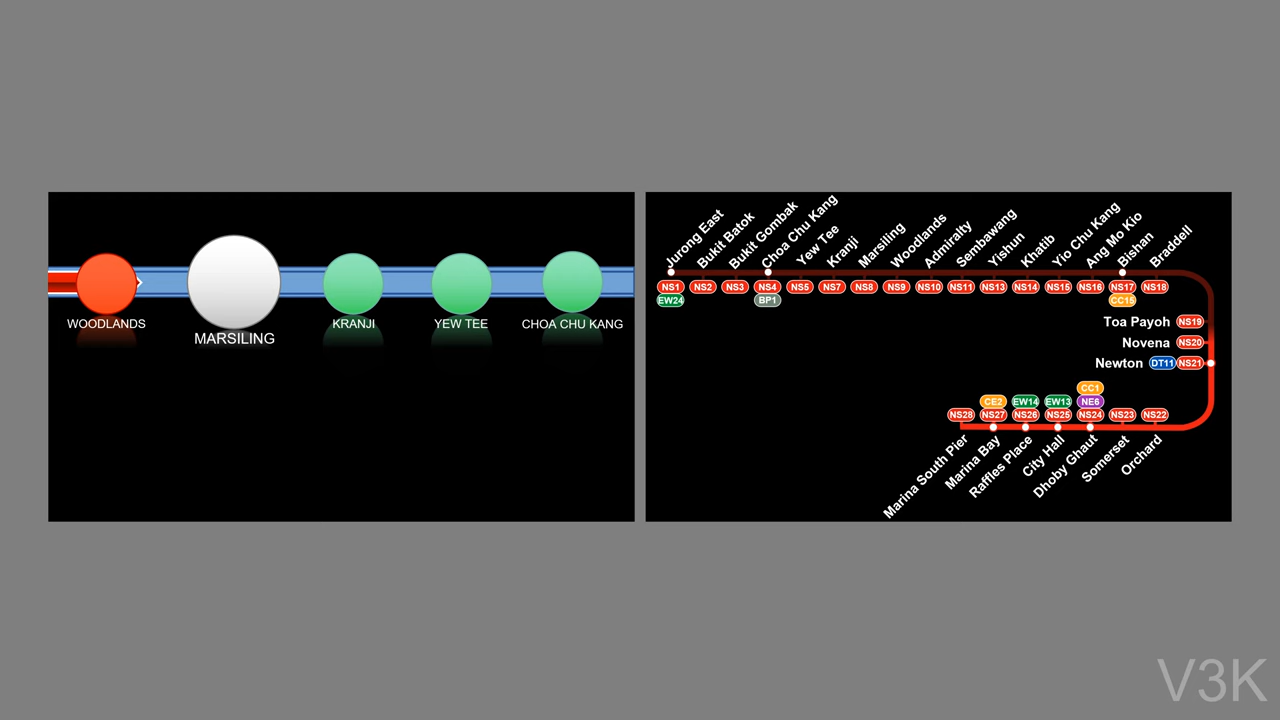 WOODLANDS
MARSILING
KRANJI
YEW TEE
CHOA CHU KANG
Jurong East
Bukit Batok
Bukit Gombak
Choa Chu Kang
Yew Tee
Kranji
Marsiling
Woodlands
Admiralty
Sembawang
Yishun
Khatib
Yio Chu Kang
Ang Mo Kio
Bishan
Braddell
NS1 NS2 NS3 NS4 NS5 NS7 NS8 NS9 NS10 NS11 NS13 NS14 NS15 NS16 NS17 NS18
EW24 BP1 CC15
Toa Payoh NS19
Novena NS20
Newton DT11 NS21
CC1
CE2 EW14 EW13 NE6
NS28 NS27 NS26 NS25 NS24 NS23 NS22
Marina South Pier
Marina Bay
Raffles Place
City Hall
Dhoby Ghaut
Somerset
Orchard
V3K